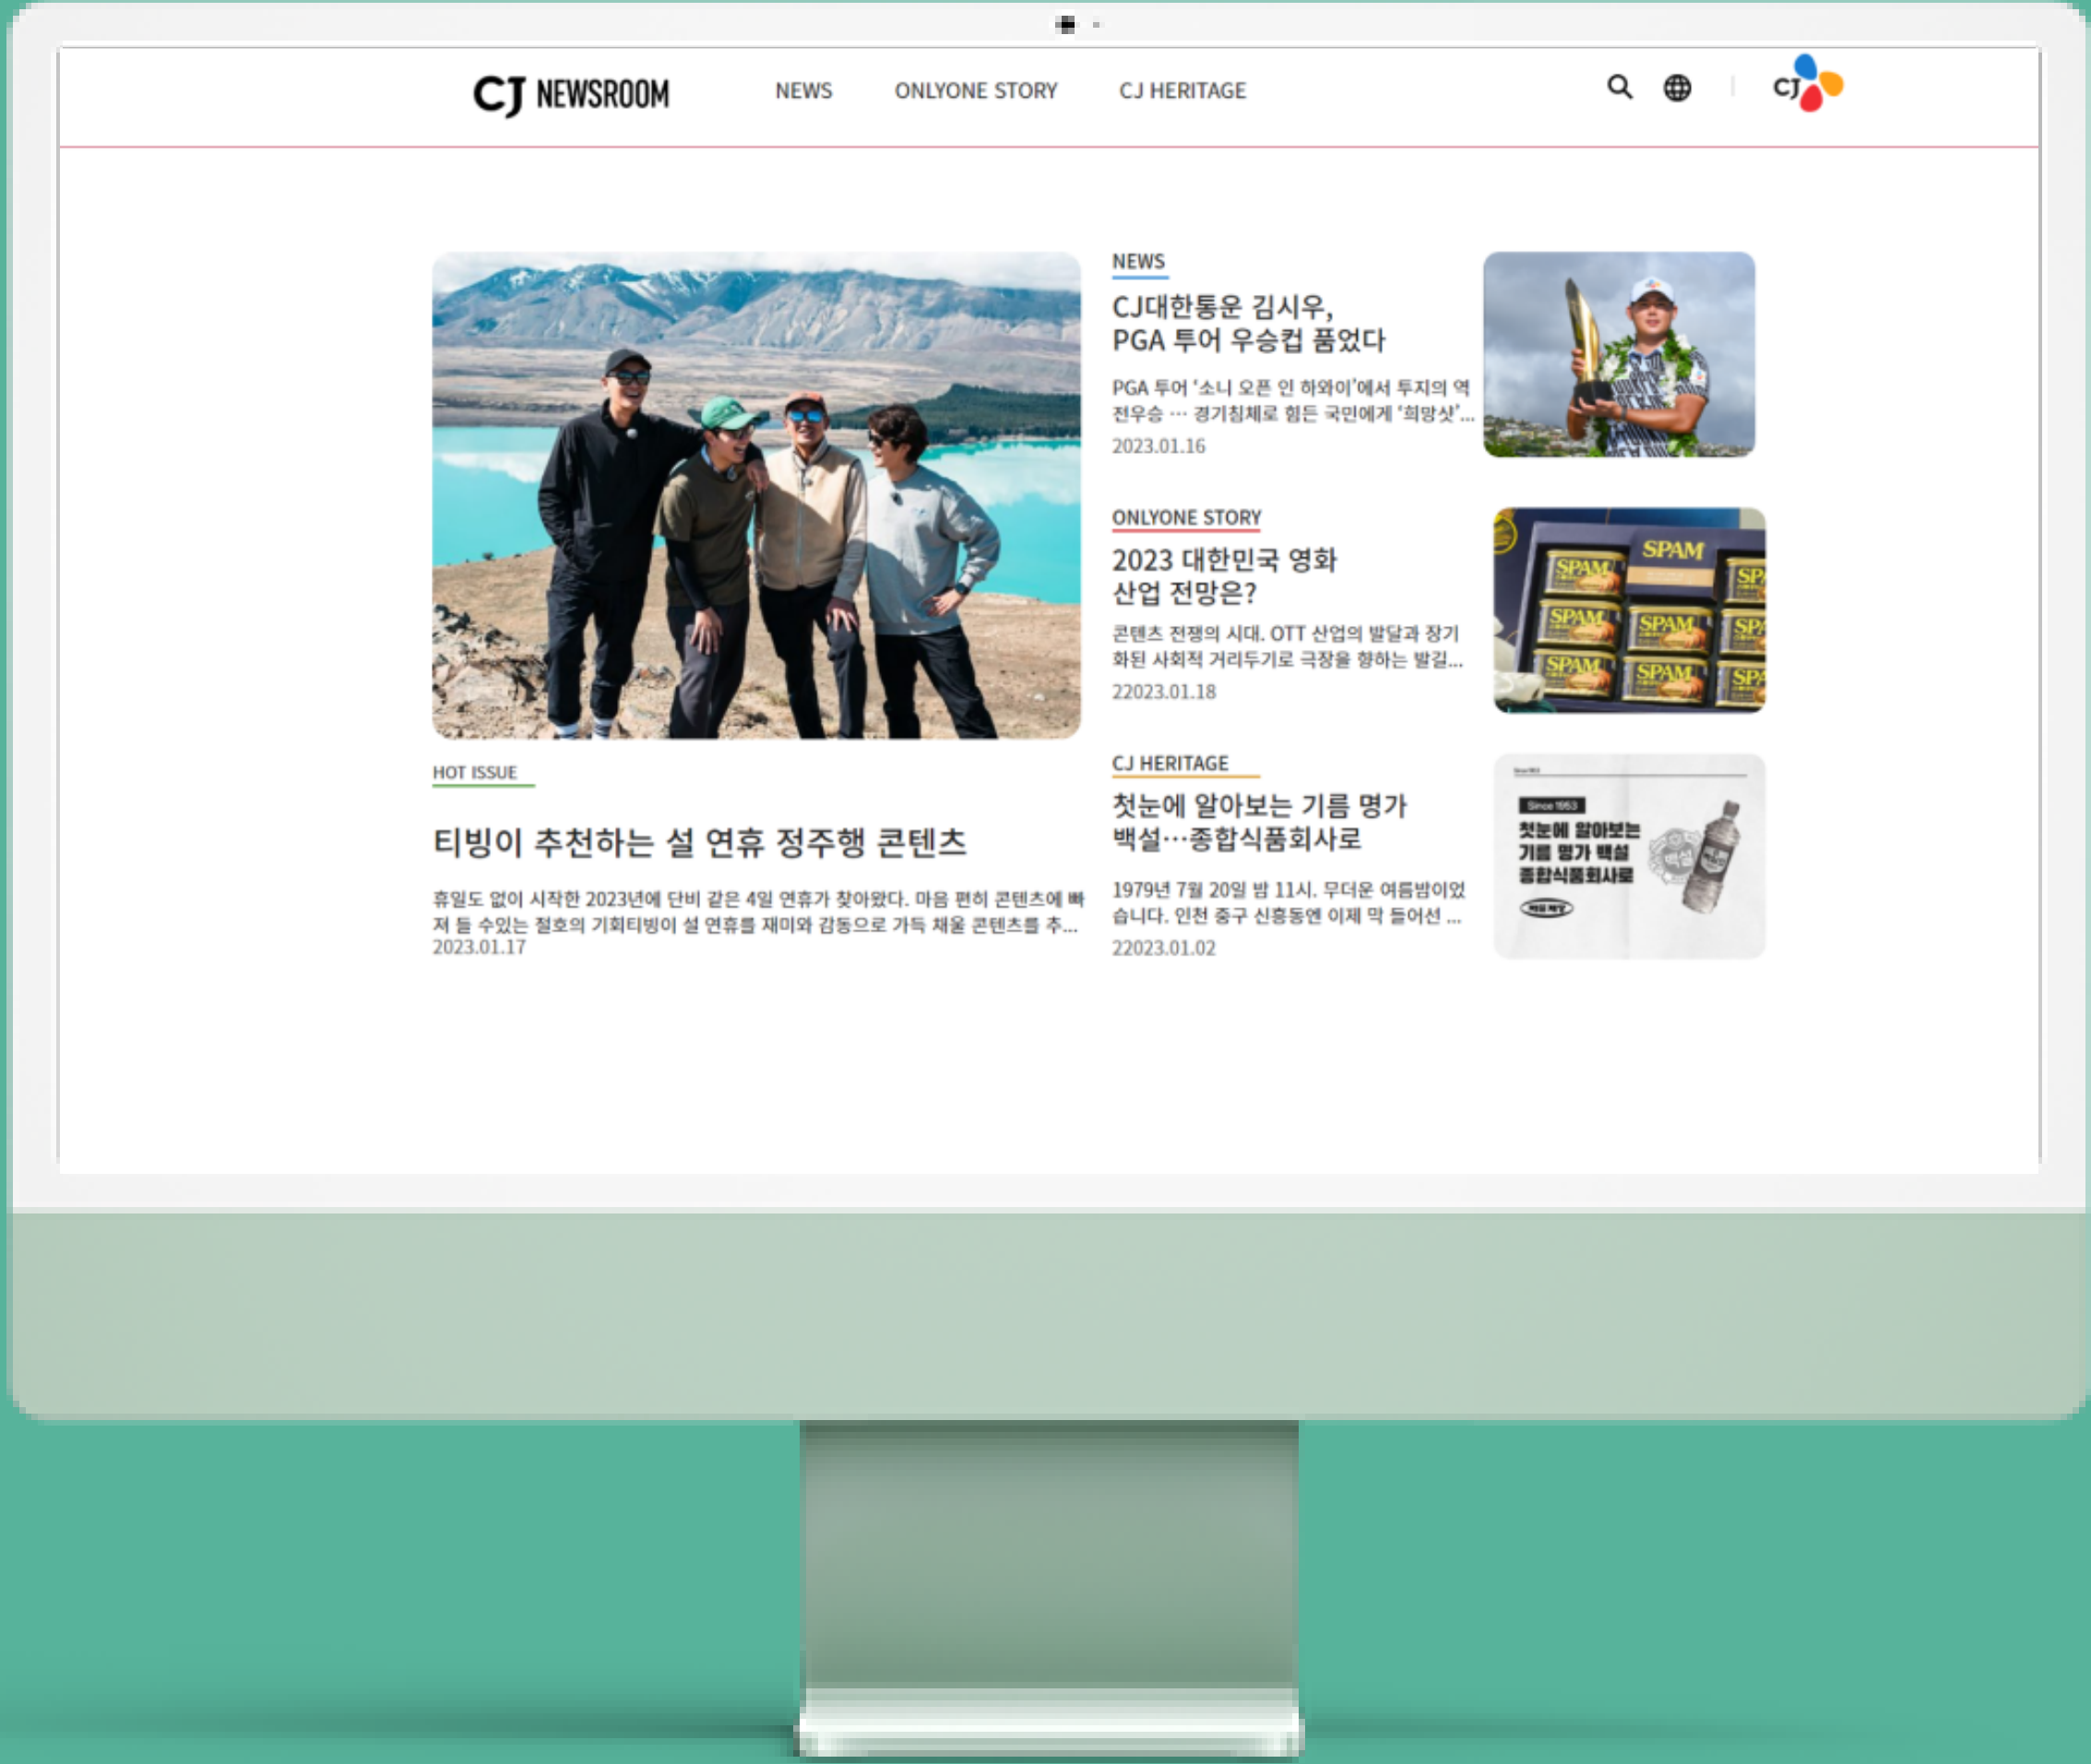 CJ NEWSROOM
NEWS
ONLYONE STORY
CJ HERITAGE
CJ
HOT ISSUE
티빙이 추천하는 설 연휴 정주행 콘텐츠
휴일도 없이 시작한 2023년에 단비 같은 4일 연휴가 찾아왔다. 마음 편히 콘텐츠에 빠
져 들 수있는 절호의 기회티빙이 설 연휴를 재미와 감동으로 가득 채울 콘텐츠를 추...
2023.01.17
NEWS
CJ대한통운 김시우,
PGA 투어 우승컵 품었다
PGA 투어 ‘소니 오픈 인 하와이’에서 투지의 역
전우승 … 경기침체로 힘든 국민에게 ‘희망샷’...
2023.01.16
ONLYONE STORY
2023 대한민국 영화
산업 전망은?
콘텐츠 전쟁의 시대. OTT 산업의 발달과 장기
화된 사회적 거리두기로 극장을 향하는 발길...
22023.01.18
SPAM
SPAM
SP
SPAM
SPAM
SPA
SPAM
SPAM
SPA
CJ HERITAGE
첫눈에 알아보는 기름 명가
백설…종합식품회사로
1979년 7월 20일 밤 11시. 무더운 여름밤이었
습니다. 인천 중구 신흥동엔 이제 막 들어선 ...
22023.01.02
Since 1953
첫눈에 알아보는
기름 명가 백설
종합식품회사로
백설